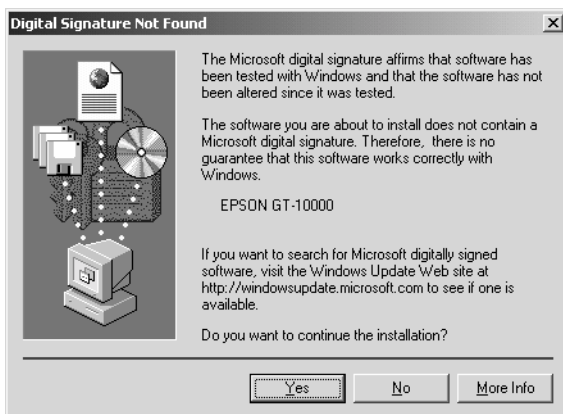 Digital Signature Not Found
The Microsoft digital signature affirms that software has
been tested with Windows and that the software has not
been altered since it was tested.
The software you are about to install does not contain a
Microsoft digital signature. Therefore, there is no
guarantee that this software works correctly with
Windows.
EPSON GT-10000
If you want to search for Microsoft digitally signed
software, visit the Windows Update Web site at
http://windowsupdate.microsoft.com to see if one is
available.
Do you want to continue the installation?
Yes
No
More Info